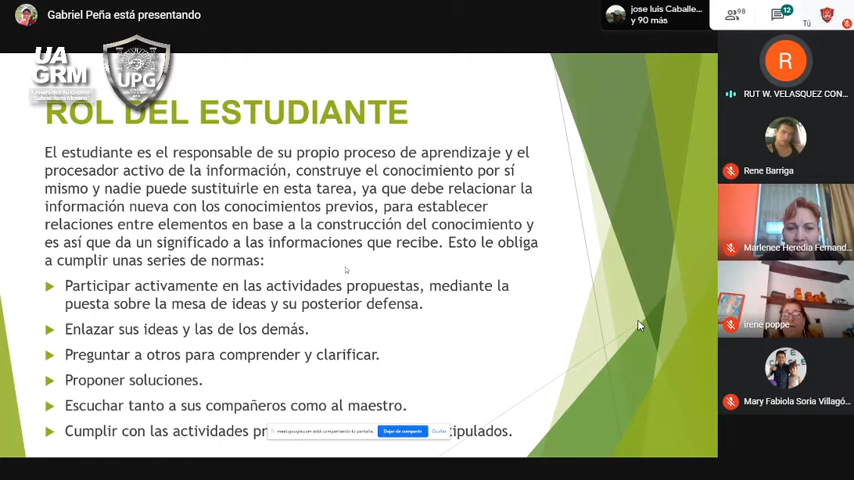 Gabriel Peña está presentando
jose luis Caballe...
y 90 más
98
12
Tú
UA
GRM
UPG
ROL DEL ESTUDIANTE
El estudiante es el responsable de su propio proceso de aprendizaje y el
procesador activo de la información, construye el conocimiento por sí
mismo y nadie puede sustituirle en esta tarea, ya que debe relacionar la
información nueva con los conocimientos previos, para establecer
relaciones entre elementos en base a la construcción del conocimiento y
es así que da un significado a las informaciones que recibe. Esto le obliga
a cumplir unas series de normas:
Participar activamente en las actividades propuestas, mediante la
puesta sobre la mesa de ideas y su posterior defensa.
Enlazar sus ideas y las de los demás.
Preguntar a otros para comprender y clarificar.
Proponer soluciones.
Escuchar tanto a sus compañeros como al maestro.
Cumplir con las actividades
meet.google.com está compartiendo tu pantalla.
Dejar de compartir
Ocultar
R
RUT W. VELASQUEZ CON...
Rene Barriga
Marlenee Heredia Fernand...
irene poppe
Mary Fabiola Soria Villagó...